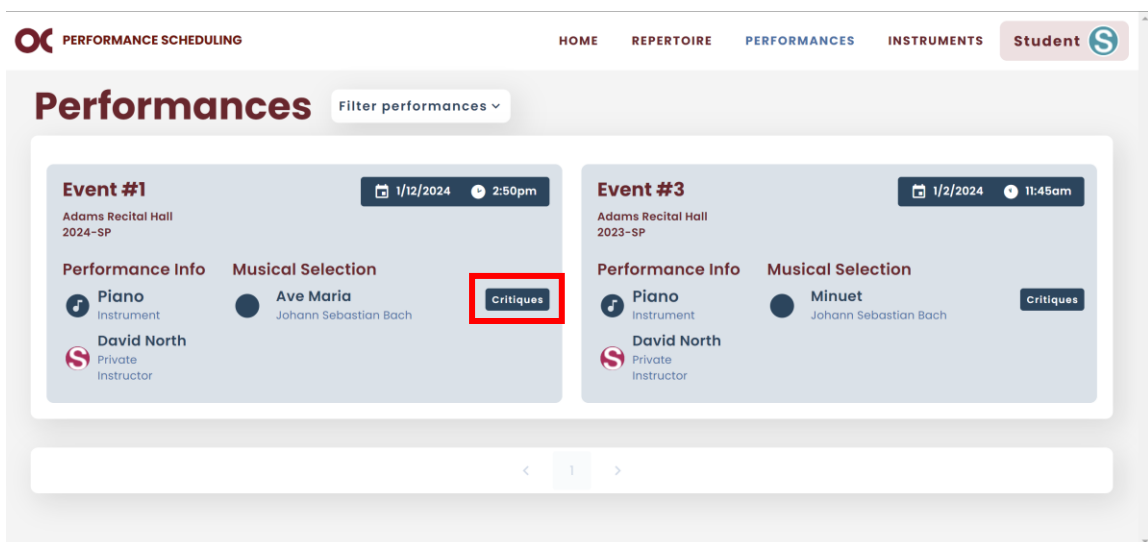 OC PERFORMANCE SCHEDULING
HOME REPERTOIRE PERFORMANCES INSTRUMENTS Student S
Performances Filter performances
Event #1 1/12/2024 2:50pm
Adams Recital Hall
2024-SP
Performance Info Musical Selection
Piano Ave Maria Critiques
Instrument Johann Sebastian Bach
David North
Private
Instructor
Event #3 1/2/2024 11:45am
Adams Recital Hall
2023-SP
Performance Info Musical Selection
Piano Minuet Critiques
Instrument Johann Sebastian Bach
David North
Private
Instructor
< 1 >